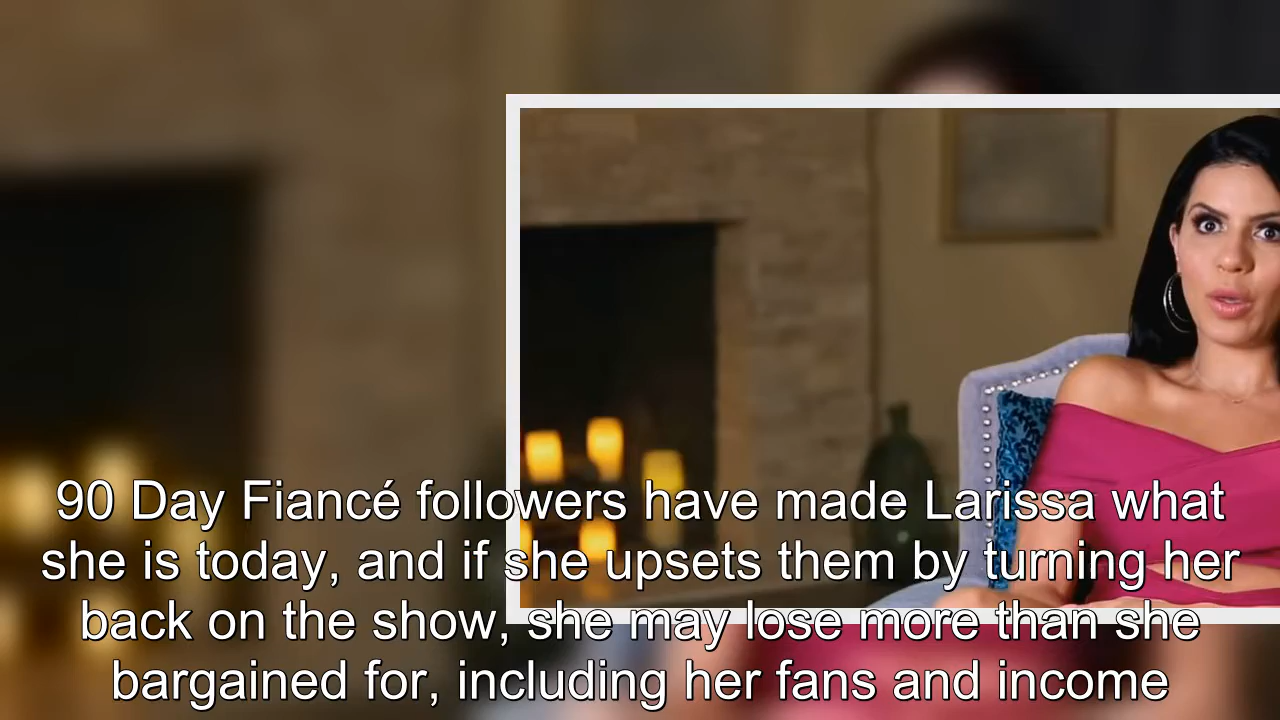 90 Day Fiancé followers have made Larissa what
she is today, and if she upsets them by turning her
back on the show, she may lose more than she
bargained for, including her fans and income